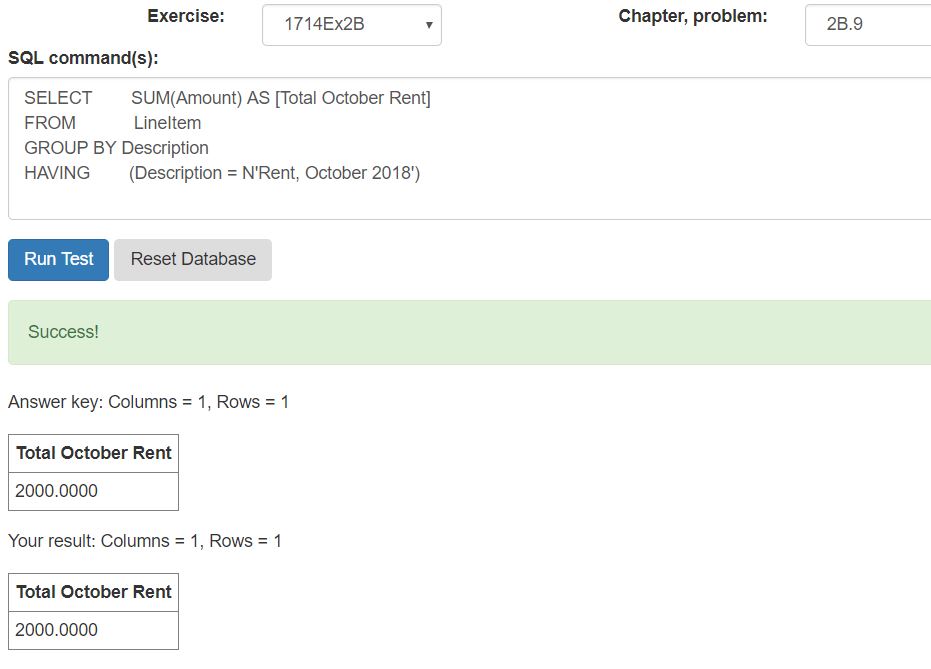 Exercise: 1714Ex2B Chapter, problem: 2B.9
SQL command(s):
SELECT SUM(Amount) AS [Total October Rent]
FROM LineItem
GROUP BY Description
HAVING (Description = N'Rent, October 2018')
Run Test Reset Database
Success!
Answer key: Columns = 1, Rows = 1
Total October Rent
2000.0000
Your result: Columns = 1, Rows = 1
Total October Rent
2000.0000